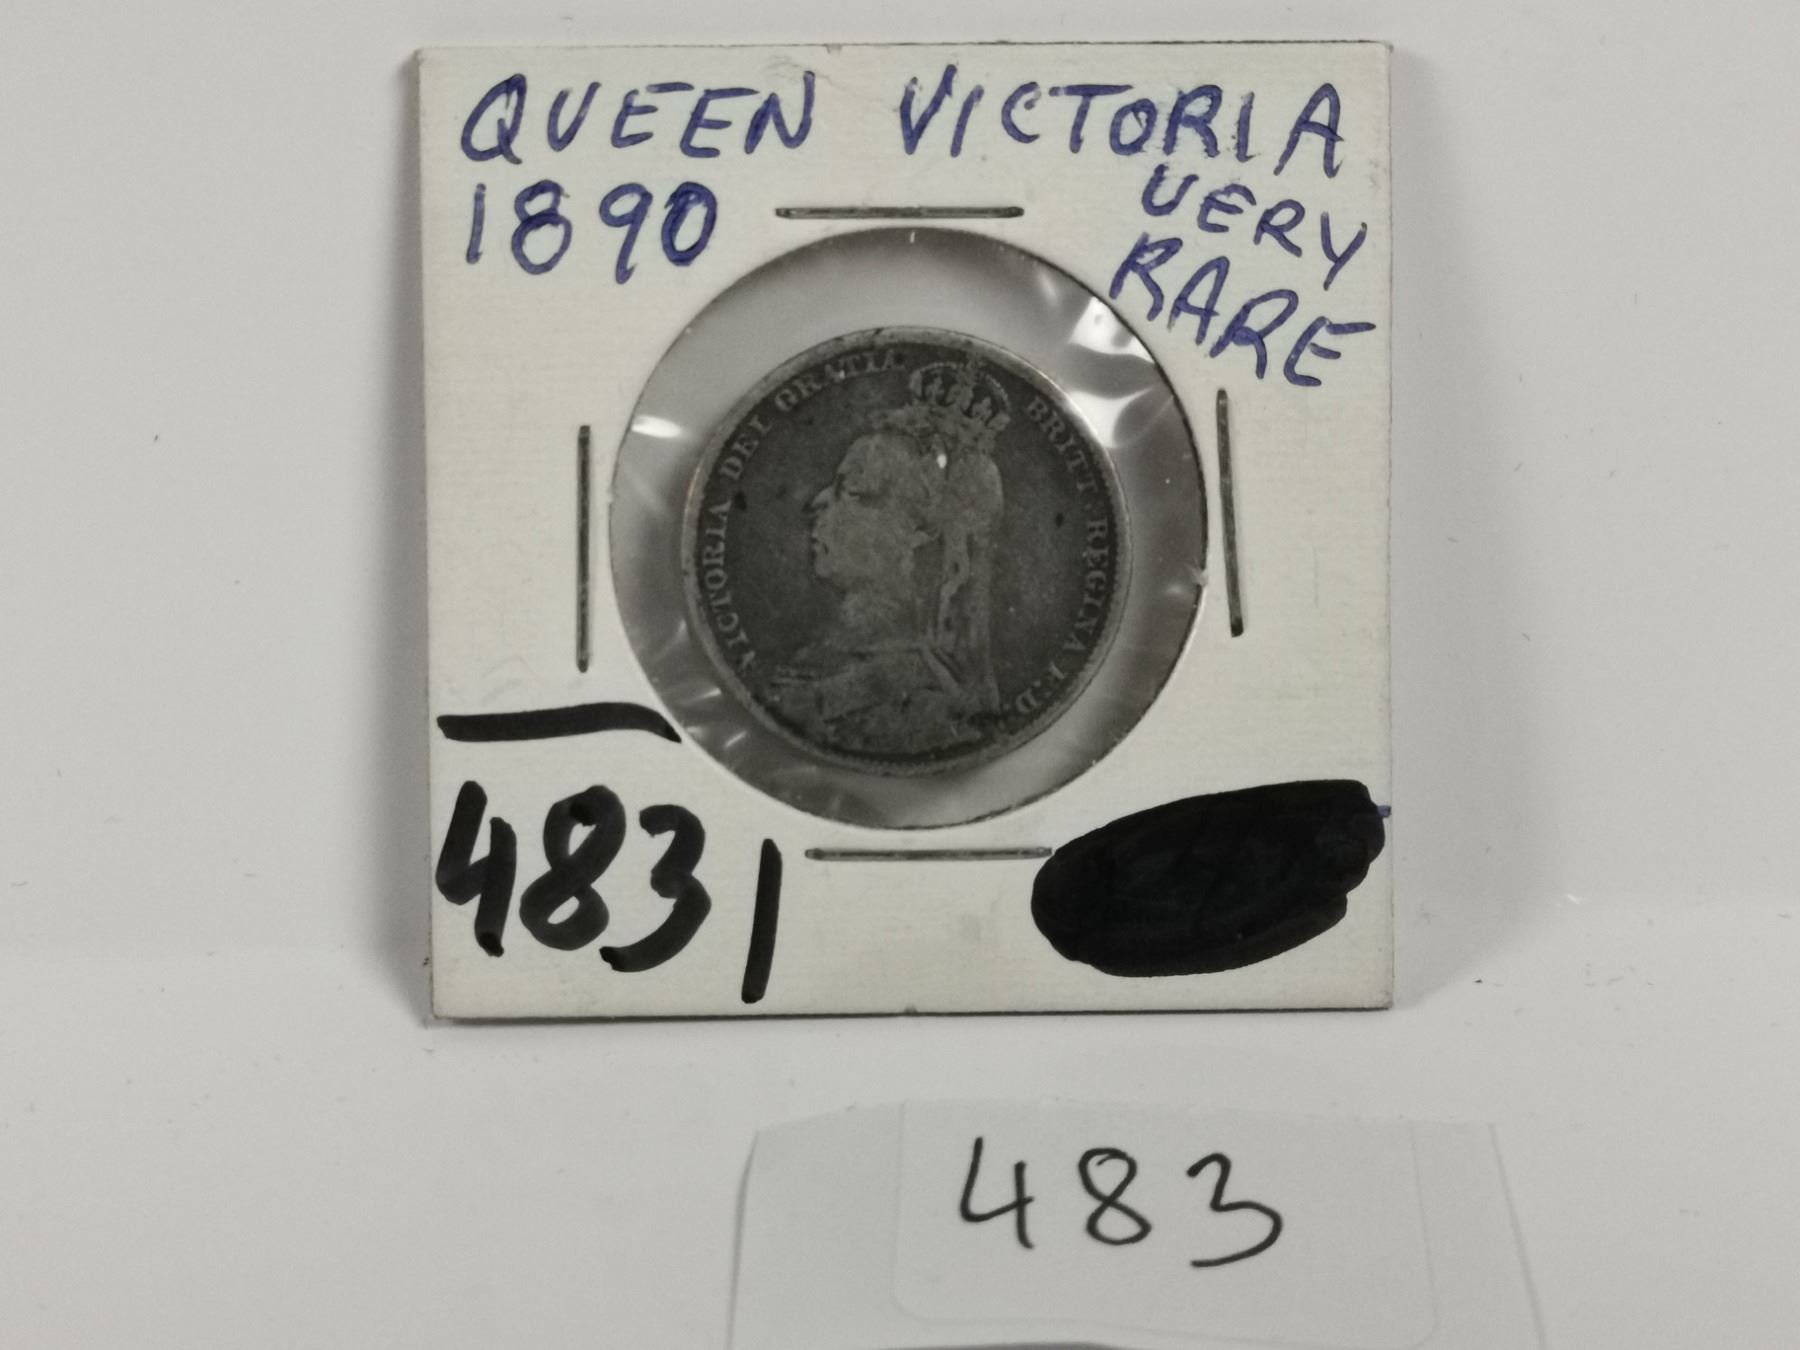 QUEEN VICTORIA
1890
VERY
RARE
VICTORIA DEI GRATIA BRITT: REGINA F:D:
483
483